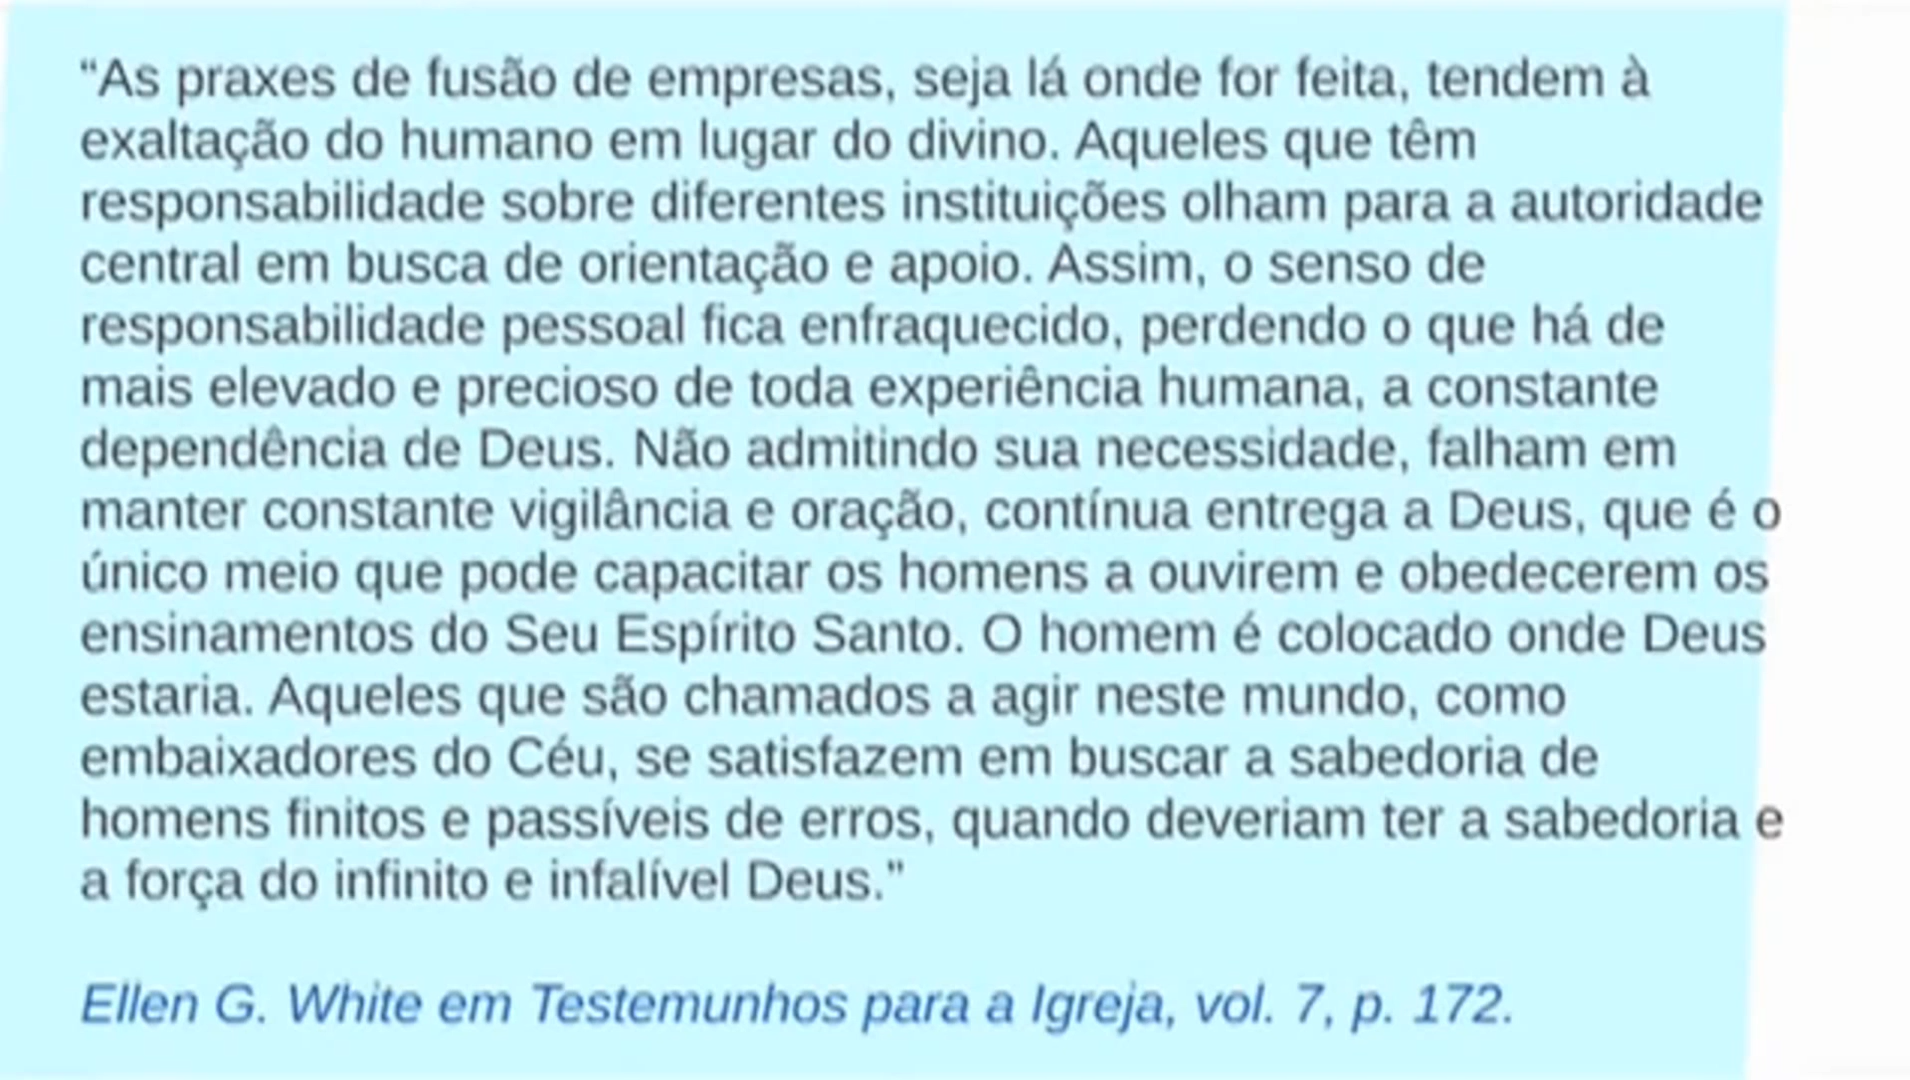 “As praxes de fusão de empresas, seja lá onde for feita, tendem à
exaltação do humano em lugar do divino. Aqueles que têm
responsabilidade sobre diferentes instituições olham para a autoridade
central em busca de orientação e apoio. Assim, o senso de
responsabilidade pessoal fica enfraquecido, perdendo o que há de
mais elevado e precioso de toda experiência humana, a constante
dependência de Deus. Não admitindo sua necessidade, falham em
manter constante vigilância e oração, contínua entrega a Deus, que é o
único meio que pode capacitar os homens a ouvirem e obedecerem os
ensinamentos do Seu Espírito Santo. O homem é colocado onde Deus
estaria. Aqueles que são chamados a agir neste mundo, como
embaixadores do Céu, se satisfazem em buscar a sabedoria de
homens finitos e passíveis de erros, quando deveriam ter a sabedoria e
a força do infinito e infalível Deus.”
Ellen G. White em Testemunhos para a Igreja, vol. 7, p. 172.